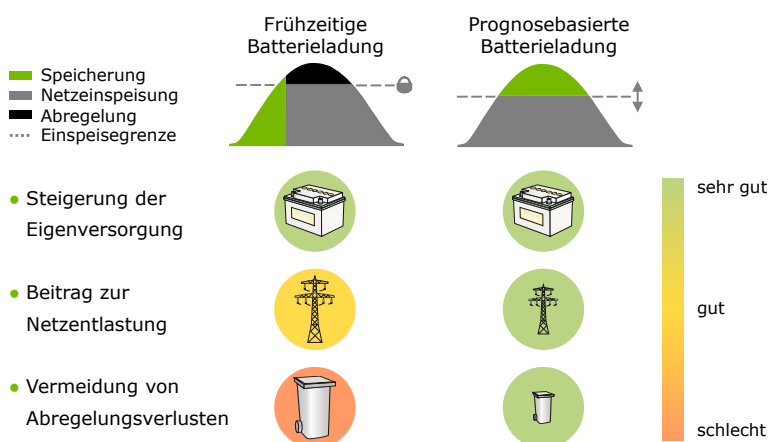 Frühzeitige
Batterieladung
Prognosebasierte
Batterieladung
Speicherung
Netzeinspeisung
Abregelung
Einspeisegrenze
• Steigerung der
Eigenversorgung
• Beitrag zur
Netzentlastung
• Vermeidung von
Abregelungsverlusten
sehr gut
gut
schlecht